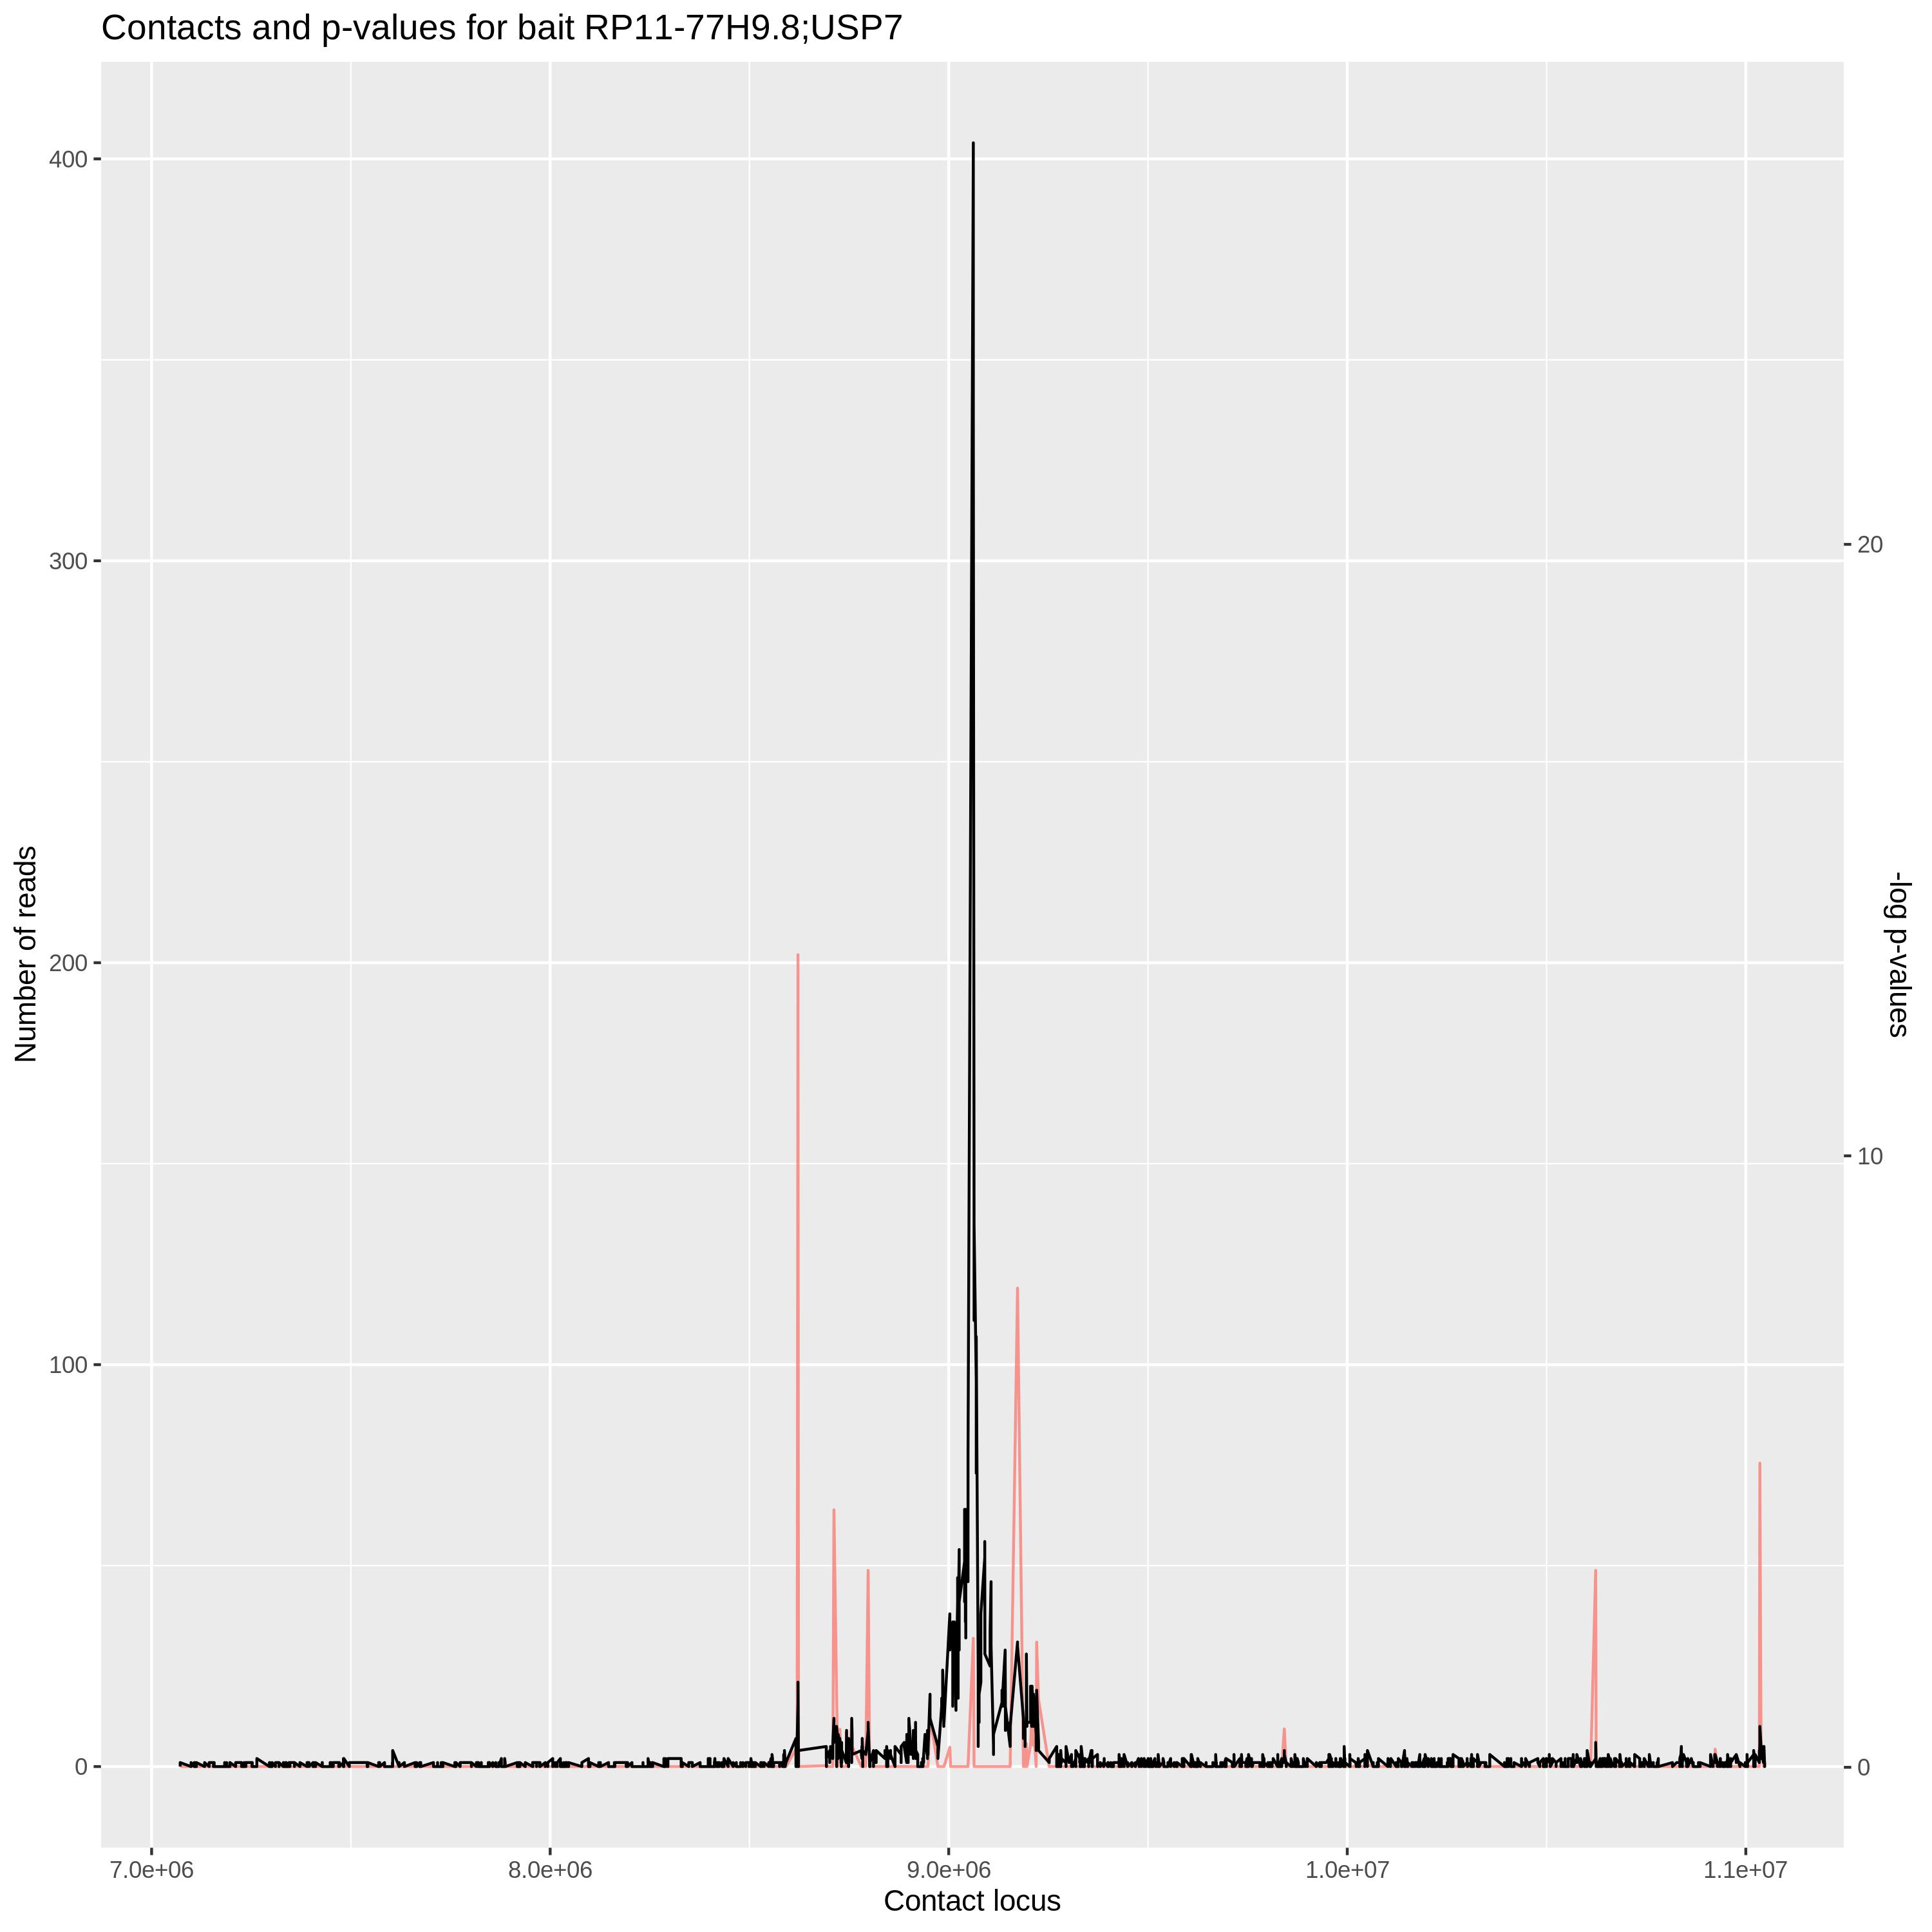 Contacts and p-values for bait RP11-77H9.8;USP7
400
300
200
100
0
Number of reads
20
10
0
-log p-values
7.0e+06
8.0e+06
9.0e+06
1.0e+07
1.1e+07
Contact locus